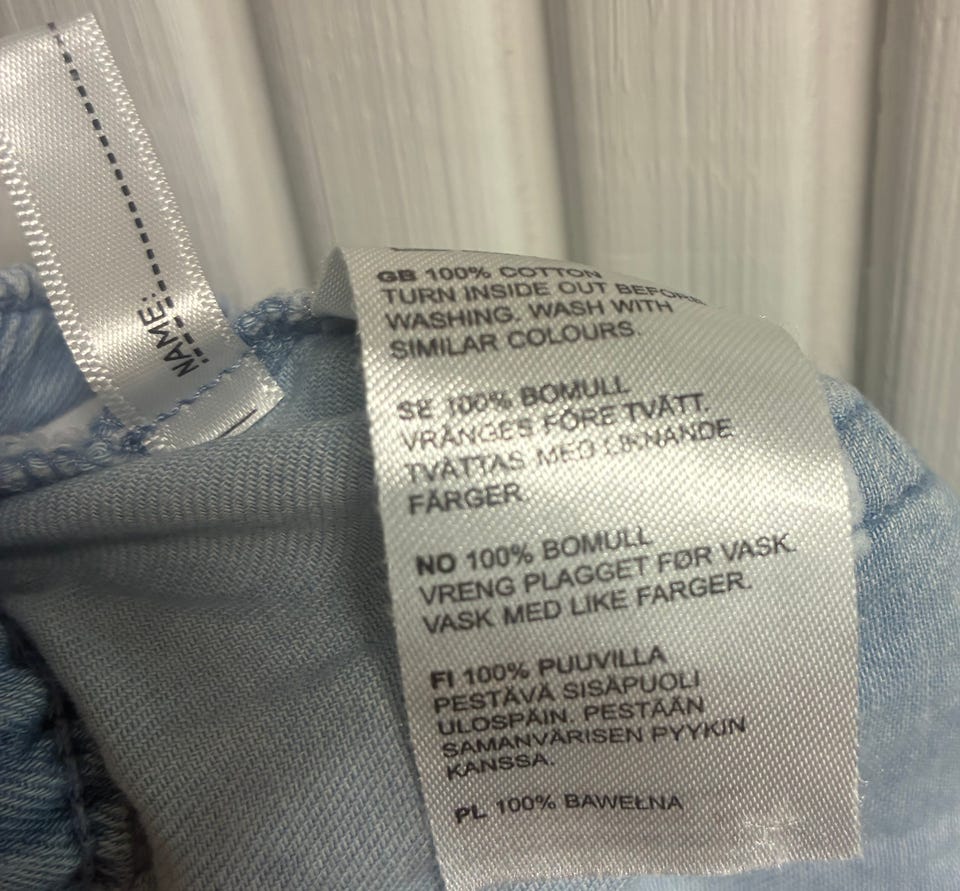 NAME:
GB 100% COTTON
TURN INSIDE OUT BEFORE
WASHING. WASH WITH
SIMILAR COLOURS.
SE 100% BOMULL
VRÄNGES FÖRE TVÄTT.
TVÄTTAS MED LIKNANDE
FÄRGER.
NO 100% BOMULL
VRENG PLAGGET FØR VASK.
VASK MED LIKE FARGER.
FI 100% PUUVILLA
PESTÄVÄ SISÄPUOLI
ULOSPÄIN. PESTÄÄN
SAMANVÄRISEN PYYKIN
KANSSA.
PL 100% BAWEŁNA